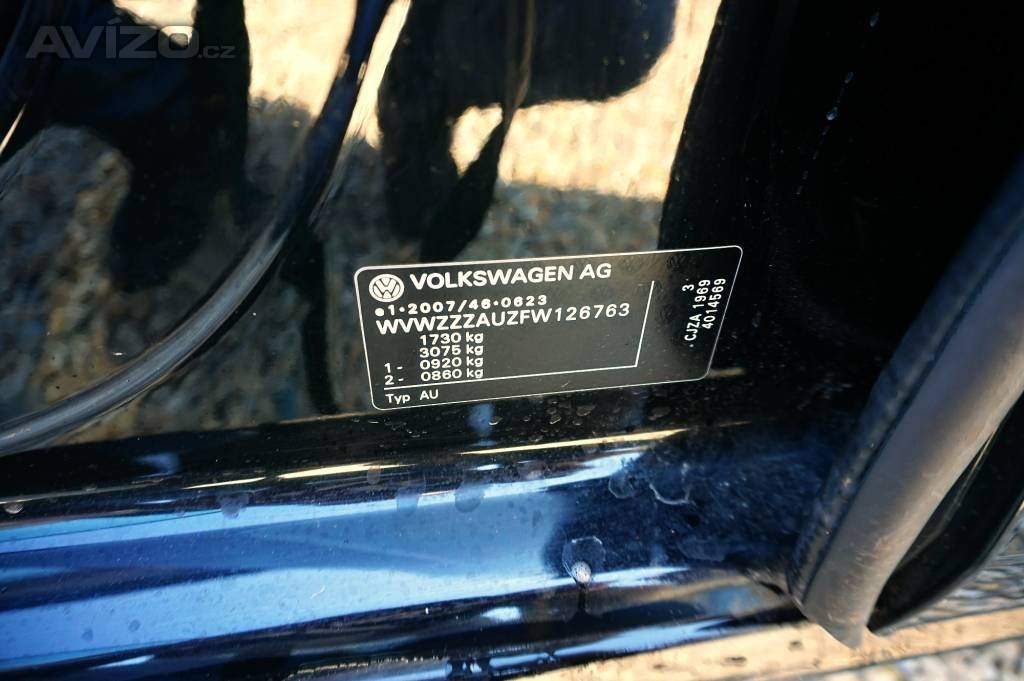 AVÍZO.cz
VOLKSWAGEN AG
e1*2007/46*0623
WVWZZZAUZFW126763
1730 kg
3075 kg
1- 0920 kg
2- 0860 kg
Typ AU
3.
CJZA 1969
4014569